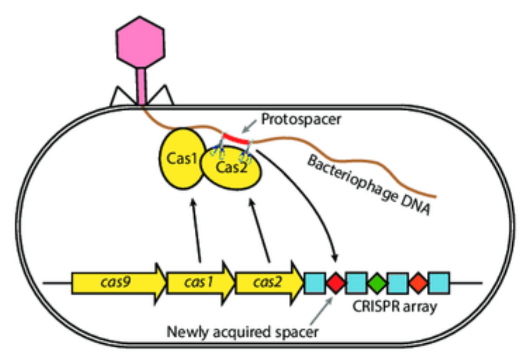 Protospacer
Cas1
Cas2
Bacteriophage DNA
cas9
cas1
cas2
CRISPR array
Newly acquired spacer